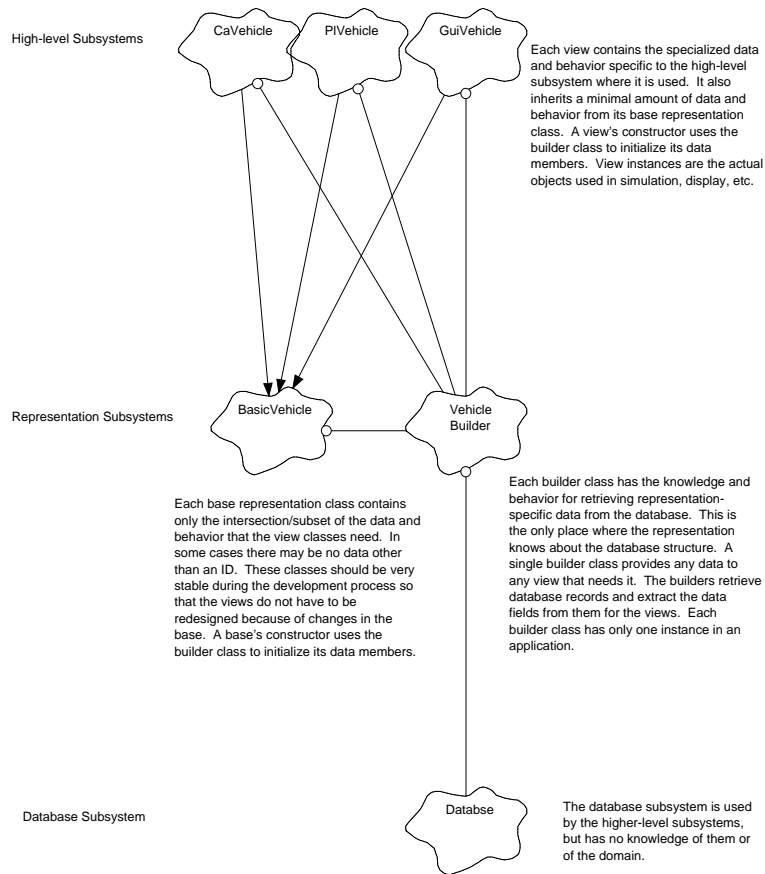 High-level Subsystems
CaVehicle
PlVehicle
GuiVehicle
Each view contains the specialized data
and behavior specific to the high-level
subsystem where it is used. It also
inherits a minimal amount of data and
behavior from its base representation
class. A view's constructor uses the
builder class to initialize its data
members. View instances are the actual
objects used in simulation, display, etc.
Representation Subsystems
BasicVehicle
Vehicle
Builder
Each base representation class contains
only the intersection/subset of the data and
behavior that the view classes need. In
some cases there may be no data other
than an ID. These classes should be very
stable during the development process so
that the views do not have to be
redesigned because of changes in the
base. A base's constructor uses the
builder class to initialize its data members.
Each builder class has the knowledge and
behavior for retrieving representation-
specific data from the database. This is
the only place where the representation
knows about the database structure. A
single builder class provides any data to
any view that needs it. The builders retrieve
database records and extract the data
fields from them for the views. Each
builder class has only one instance in an
application.
Database Subsystem
Databse
The database subsystem is used
by the higher-level subsystems,
but has no knowledge of them or
of the domain.